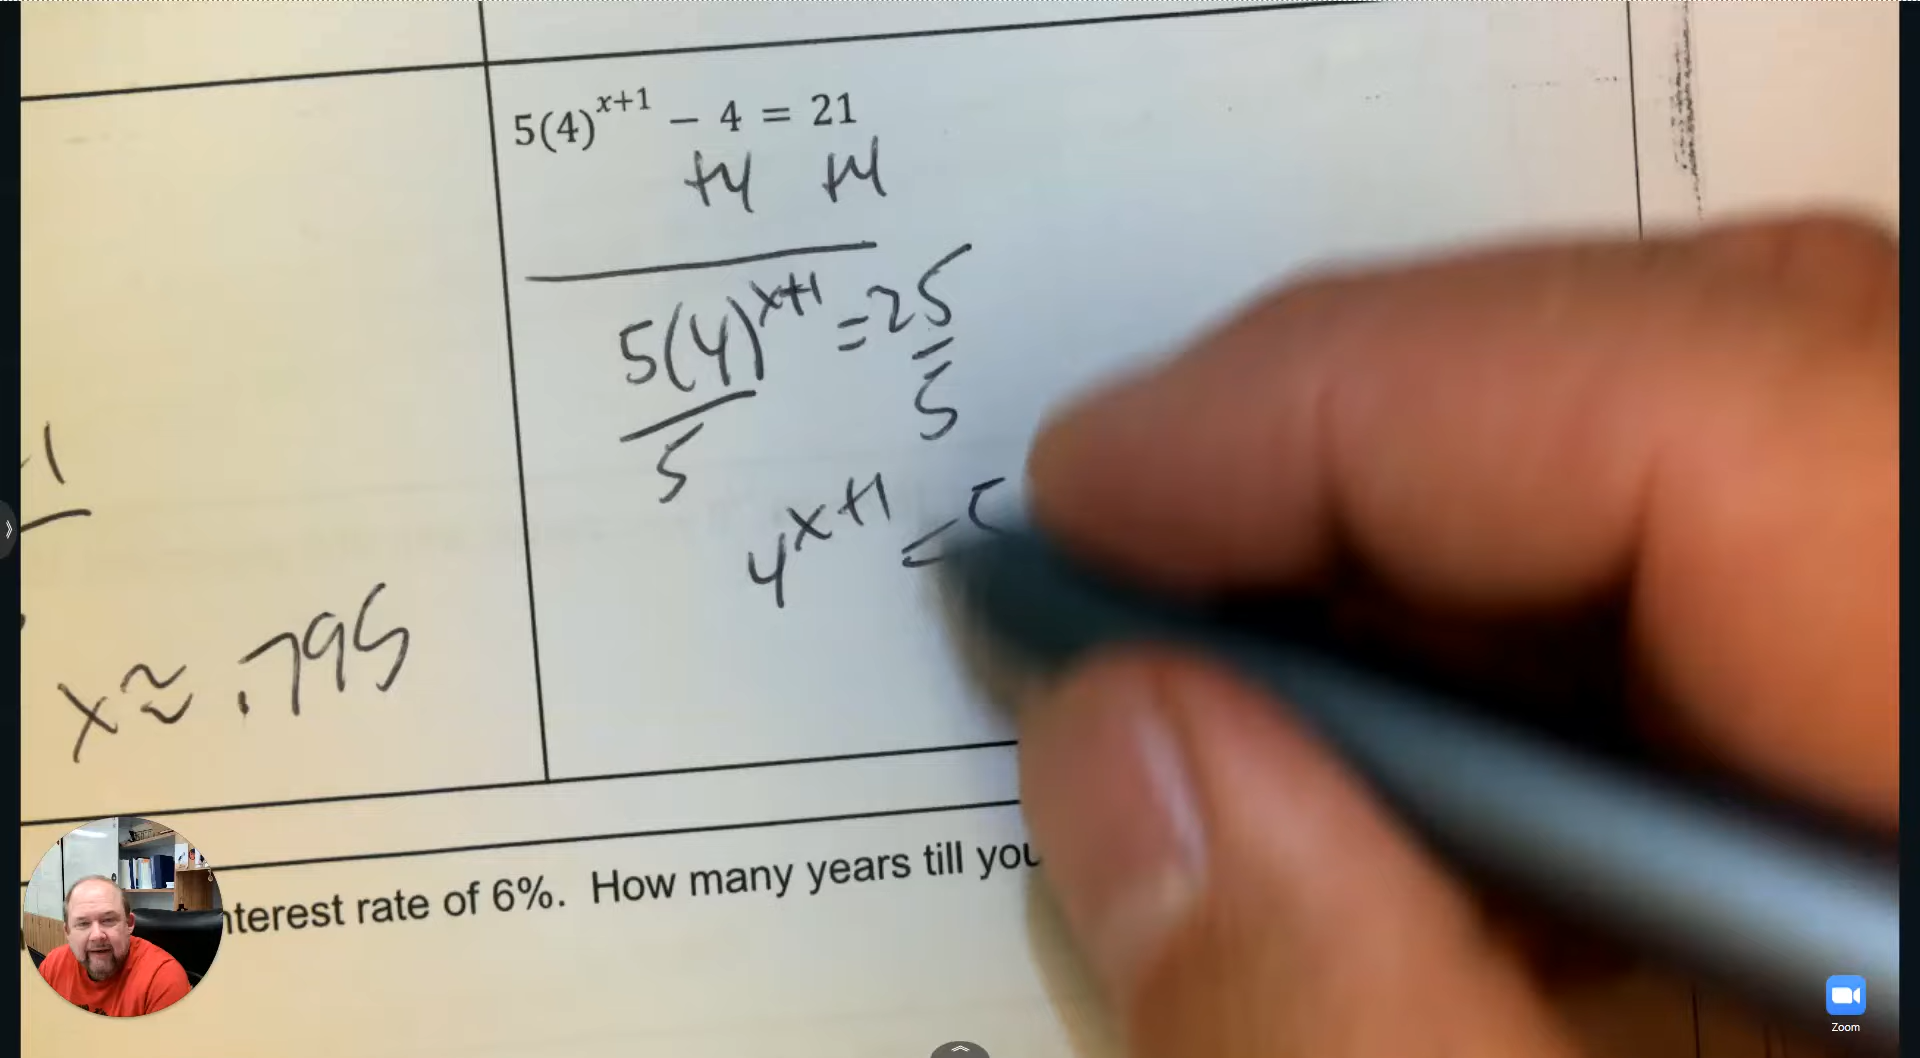 5(4)^{x+1} − 4 = 21
+4 +4
5(4)^{x+1} = 25
5 5
4^{x+1} = 5
1
x ≈ .795
nterest rate of 6%. How many years till you
Zoom